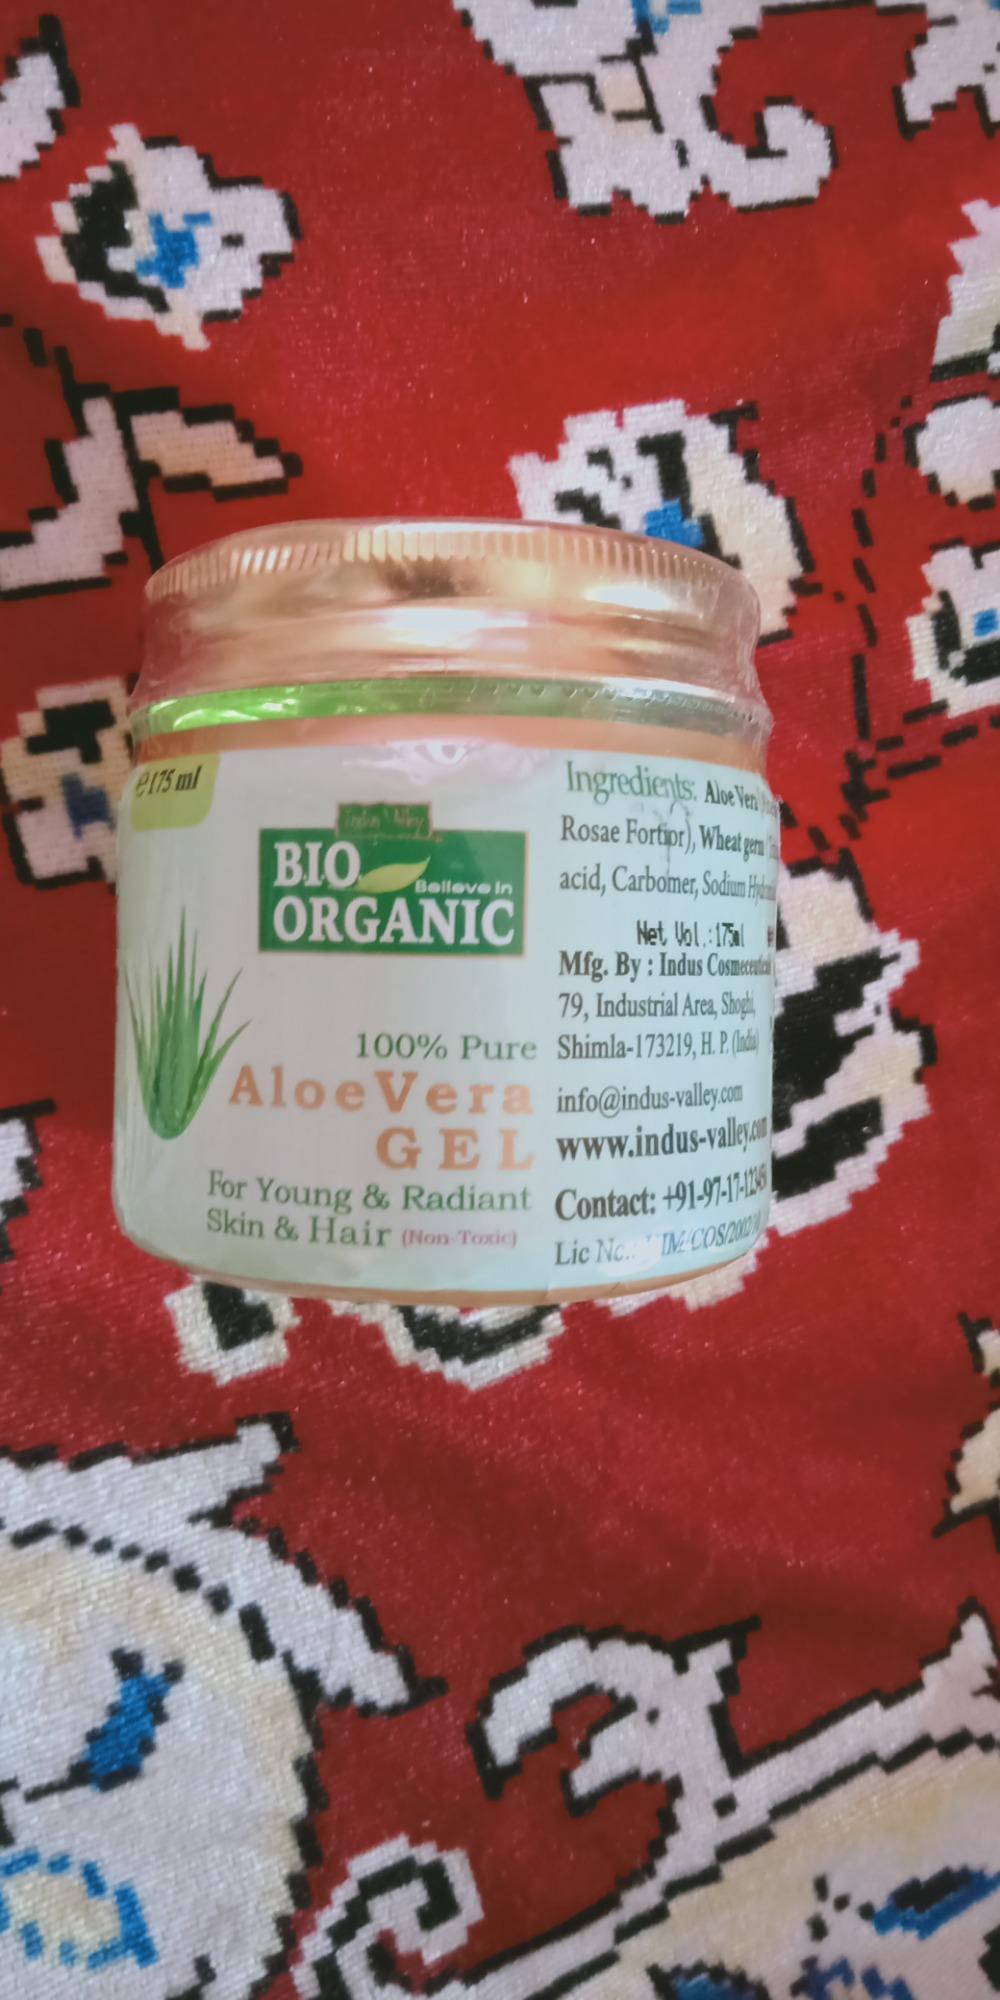 e 175 ml
Indus Valley
BIO
Believe in
ORGANIC
100% Pure
AloeVera
GEL
For Young & Radiant
Skin & Hair (Non-Toxic)
Ingredients: Aloe Vera
Rosae Fortior), Wheat germ
acid, Carbomer, Sodium
Net Vol.:175ml
Mfg. By : Indus Cosmeceutical
79, Industrial Area, Shoghi,
Shimla-173219, H. P. (India)
info@indus-valley.com
www.indus-valley.com
Contact: +91-97-17-123456
Lic No.: